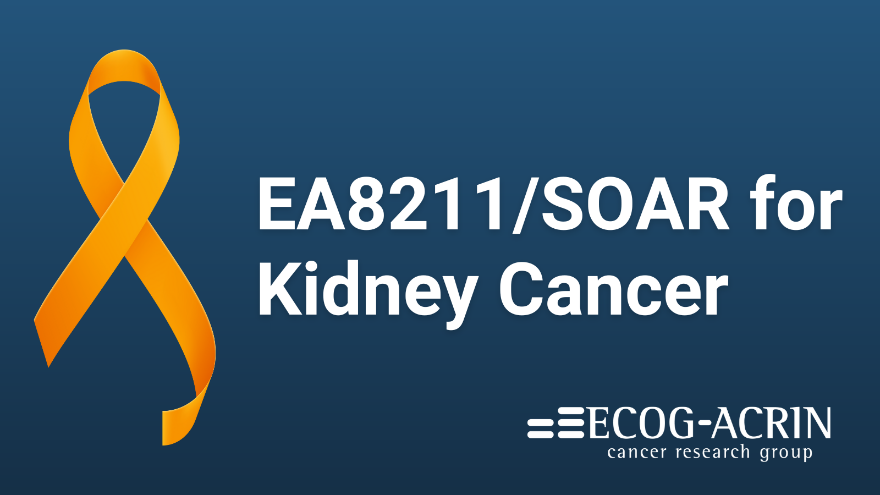 EA8211/SOAR for
Kidney Cancer
ECOG-ACRIN
cancer research group